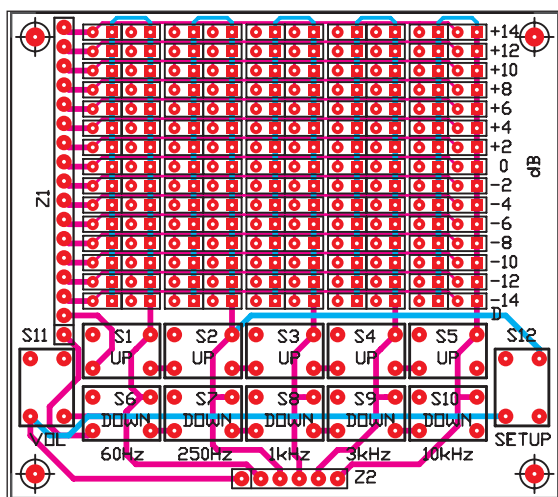 +14
+12
+10
+8
+6
+4
+2
0
-2
-4
-6
-8
-10
-12
-14
dB
Z1
D
S11 S1 S2 S3 S4 S5 S12
UP UP UP UP UP
S6 S7 S8 S9 S10
DOWN DOWN DOWN DOWN DOWN
VOL SETUP
60Hz 250Hz 1kHz 3kHz 10kHz
Z2